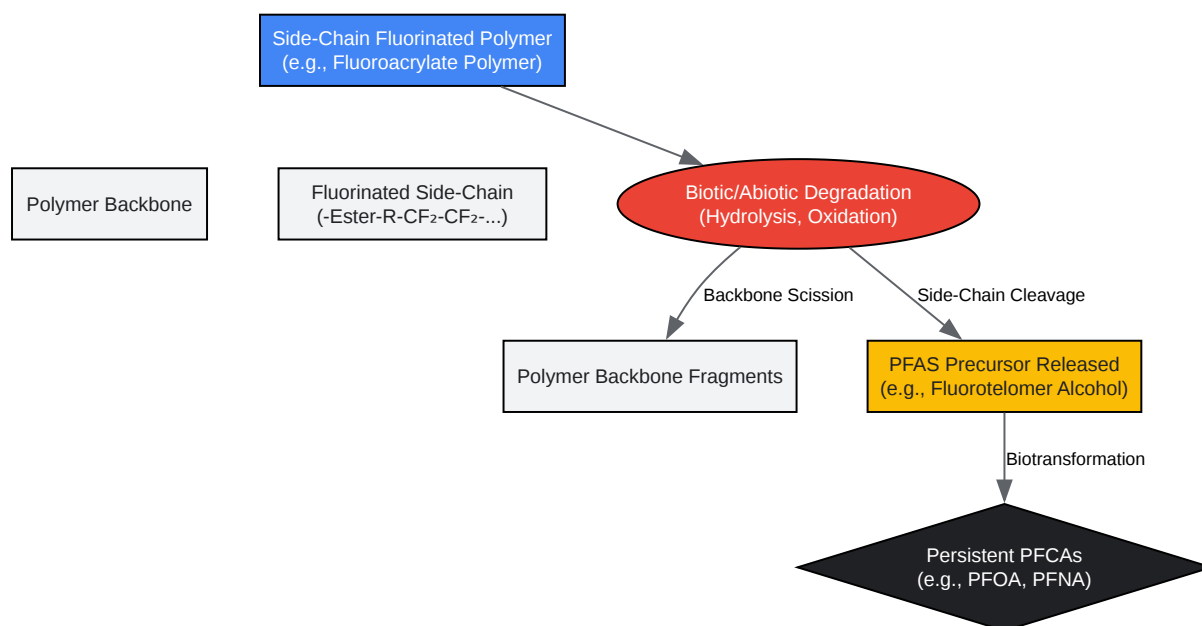 Side-Chain Fluorinated Polymer
(e.g., Fluoroacrylate Polymer)
Polymer Backbone
Fluorinated Side-Chain
(-Ester-R-CF₂-CF₂-...)
Biotic/Abiotic Degradation
(Hydrolysis, Oxidation)
Backbone Scission
Side-Chain Cleavage
Polymer Backbone Fragments
PFAS Precursor Released
(e.g., Fluorotelomer Alcohol)
Biotransformation
Persistent PFCAs
(e.g., PFOA, PFNA)